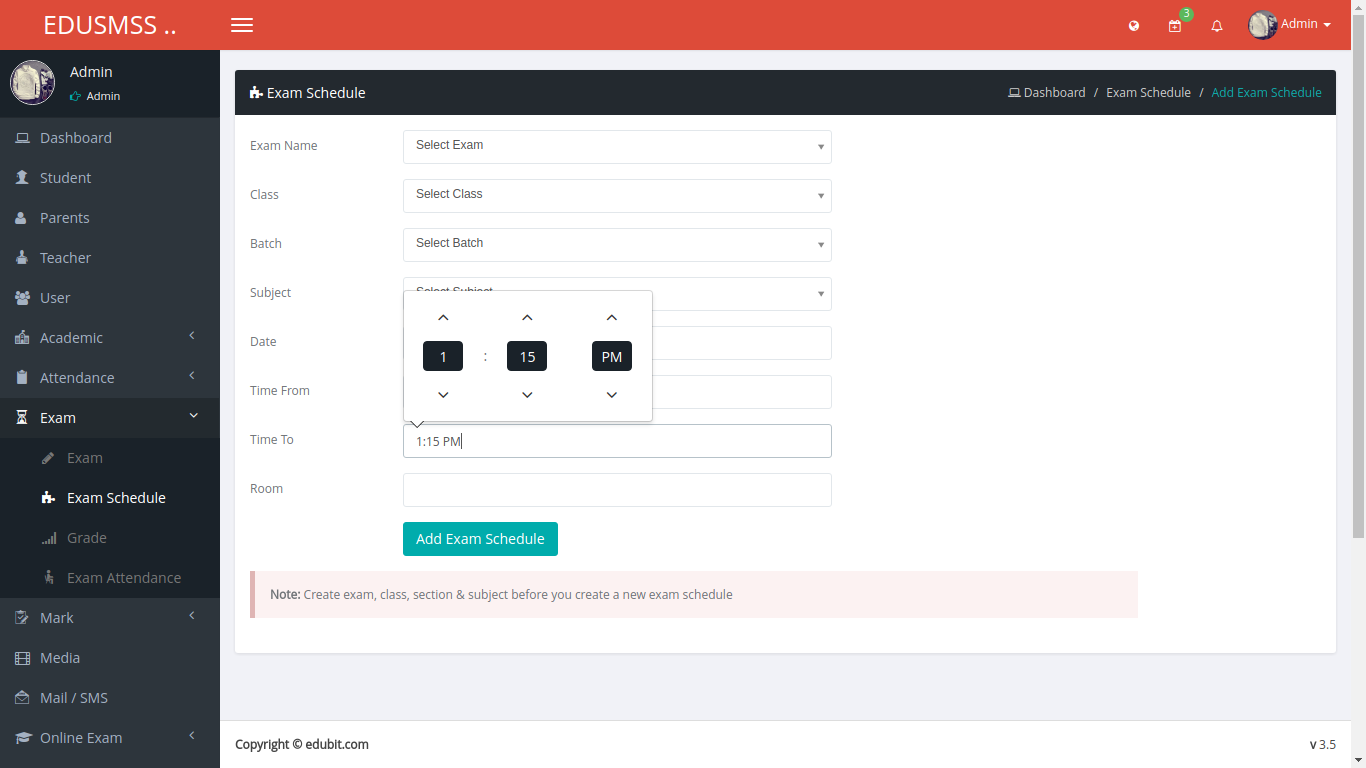 EDUSMSS ..
3
Admin
Admin
Admin
Dashboard
Student
Parents
Teacher
User
Academic
Attendance
Exam
Exam
Exam Schedule
Grade
Exam Attendance
Mark
Media
Mail / SMS
Online Exam
Exam Schedule
Dashboard / Exam Schedule / Add Exam Schedule
Exam Name
Select Exam
Class
Select Class
Batch
Select Batch
Subject
Select Subject
Date
1 : 15 PM
Time From
Time To
1:15 PM
Room
Add Exam Schedule
Note: Create exam, class, section & subject before you create a new exam schedule
Copyright © edubit.com
v 3.5